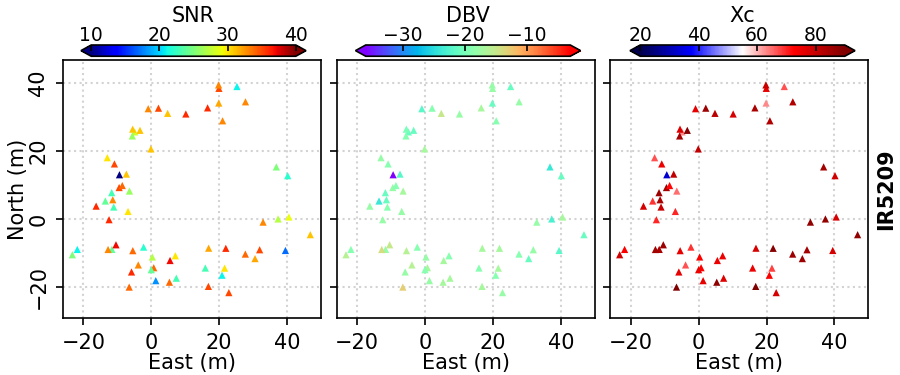 SNR DBV Xc
10 20 30 40 −30 −20 −10 20 40 60 80
40
20
0
−20
North (m)
−20 0 20 40 −20 0 20 40 −20 0 20 40
East (m) East (m) East (m)
IR5209